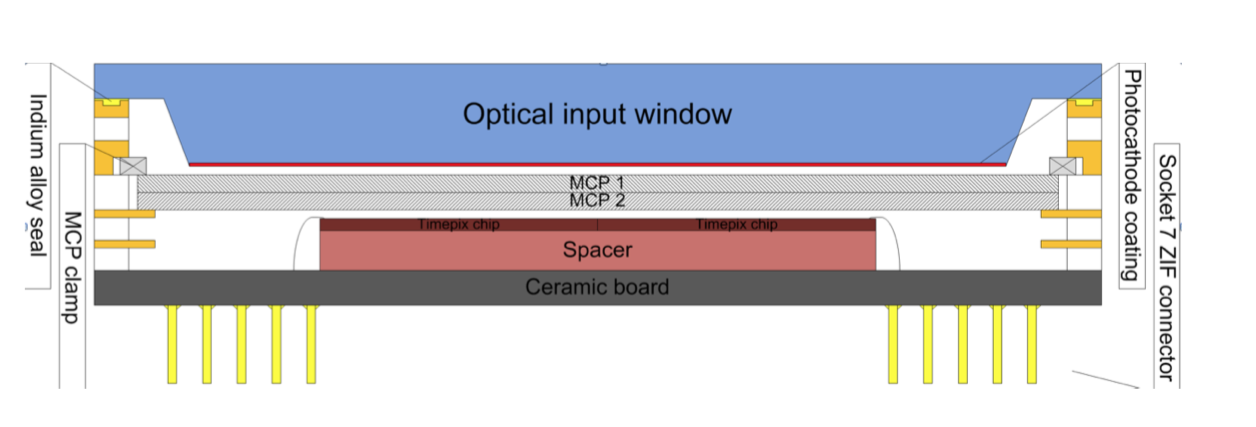 Optical input window
MCP 1
MCP 2
Timepix chip
Timepix chip
Spacer
Ceramic board
Indium alloy seal
MCP clamp
Photocathode coating
Socket 7 ZIF connector